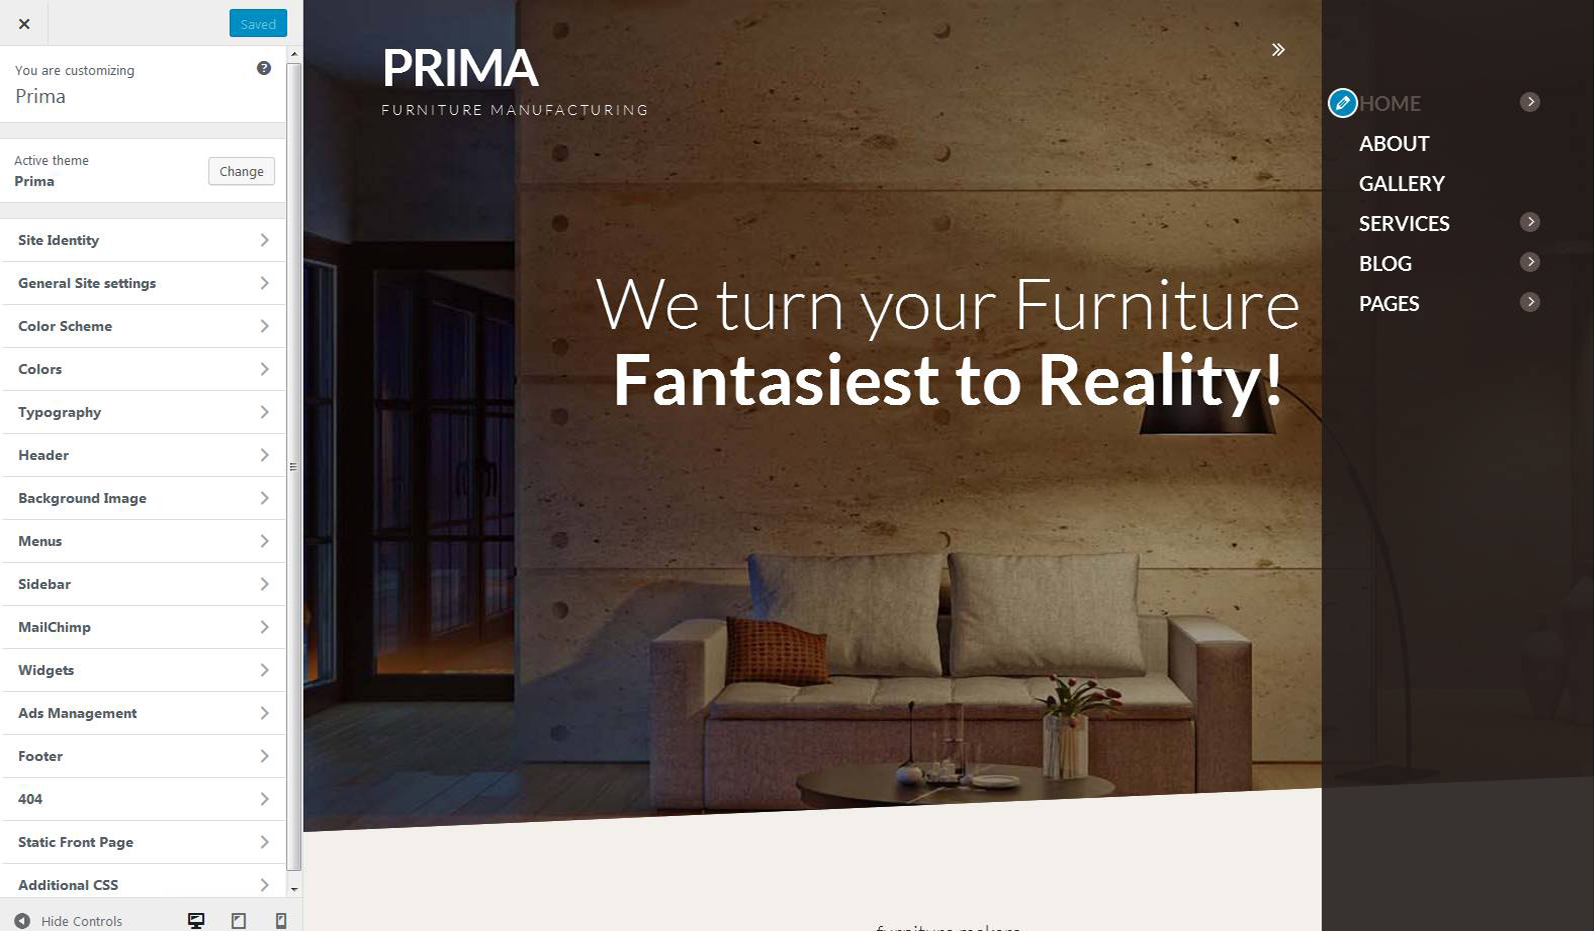 Saved
You are customizing
Prima
Active theme
Prima
Change
Site Identity
General Site settings
Color Scheme
Colors
Typography
Header
Background Image
Menus
Sidebar
MailChimp
Widgets
Ads Management
Footer
404
Static Front Page
Additional CSS
Hide Controls
PRIMA
FURNITURE MANUFACTURING
We turn your Furniture
Fantasiest to Reality!
HOME
ABOUT
GALLERY
SERVICES
BLOG
PAGES
furniture makers